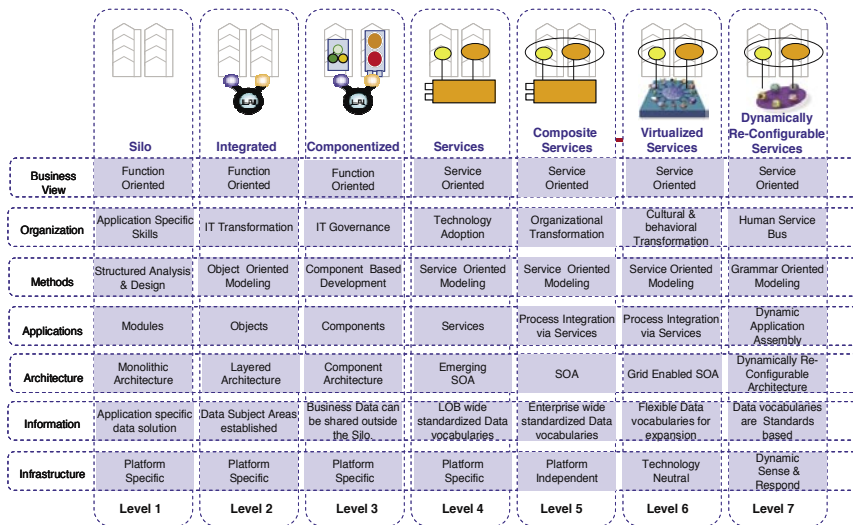 Silo
Integrated
Componentized
Services
Composite
Services
Virtualized
Services
Dynamically
Re-Configurable
Services
Business
View
Function
Oriented
Function
Oriented
Function
Oriented
Service
Oriented
Service
Oriented
Service
Oriented
Service
Oriented
Organization
Application Specific
Skills
IT Transformation
IT Governance
Technology
Adoption
Organizational
Transformation
Cultural &
behavioral
Transformation
Human Service
Bus
Methods
Structured Analysis
& Design
Object Oriented
Modeling
Component Based
Development
Service Oriented
Modeling
Service Oriented
Modeling
Service Oriented
Modeling
Grammar Oriented
Modeling
Applications
Modules
Objects
Components
Services
Process Integration
via Services
Process Integration
via Services
Dynamic
Application
Assembly
Architecture
Monolithic
Architecture
Layered
Architecture
Component
Architecture
Emerging
SOA
SOA
Grid Enabled SOA
Dynamically Re-
Configurable
Architecture
Information
Application specific
data solution
Data Subject Areas
established
Business Data can
be shared outside
the Silo.
LOB wide
standardized Data
vocabularies
Enterprise wide
standardized Data
vocabularies
Flexible Data
vocabularies for
expansion
Data vocabularies
are Standards
based
Infrastructure
Platform
Specific
Platform
Specific
Platform
Specific
Platform
Specific
Platform
Independent
Technology
Neutral
Dynamic
Sense &
Respond
Level 1
Level 2
Level 3
Level 4
Level 5
Level 6
Level 7